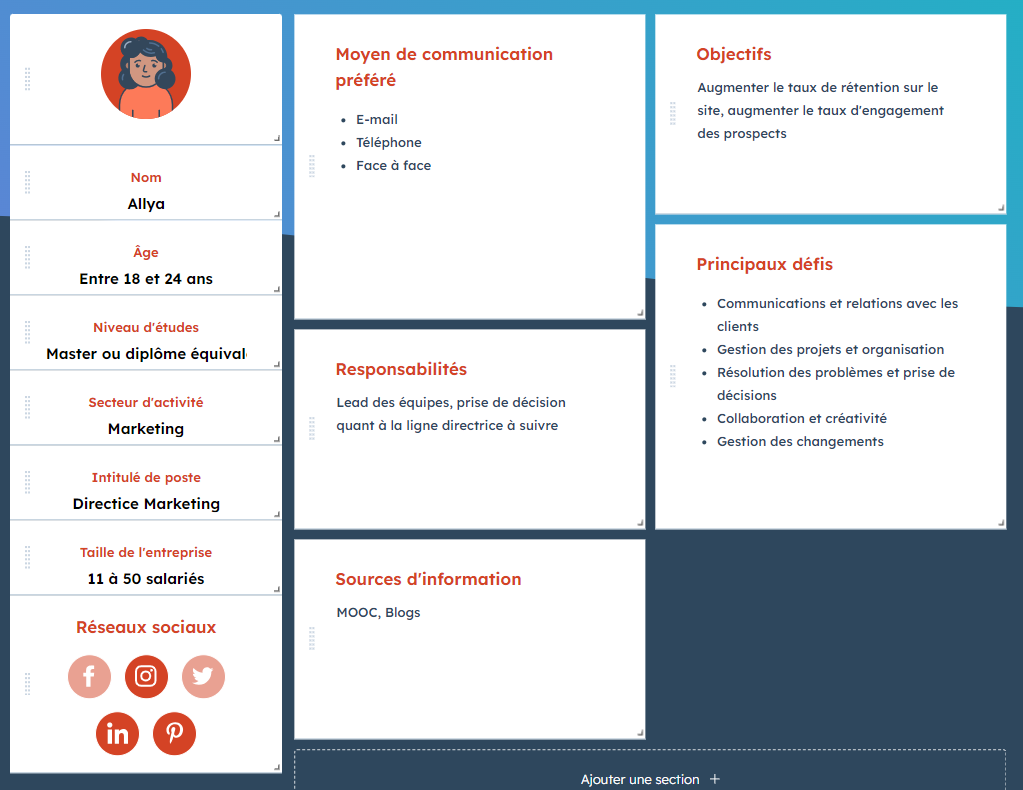 Nom
Allya
Âge
Entre 18 et 24 ans
Niveau d'études
Master ou diplôme équival
Secteur d'activité
Marketing
Intitulé de poste
Directice Marketing
Taille de l'entreprise
11 à 50 salariés
Réseaux sociaux
Moyen de communication
préféré
E-mail
Téléphone
Face à face
Responsabilités
Lead des équipes, prise de décision
quant à la ligne directrice à suivre
Sources d'information
MOOC, Blogs
Objectifs
Augmenter le taux de rétention sur le
site, augmenter le taux d'engagement
des prospects
Principaux défis
Communications et relations avec les
clients
Gestion des projets et organisation
Résolution des problèmes et prise de
décisions
Collaboration et créativité
Gestion des changements
Ajouter une section +